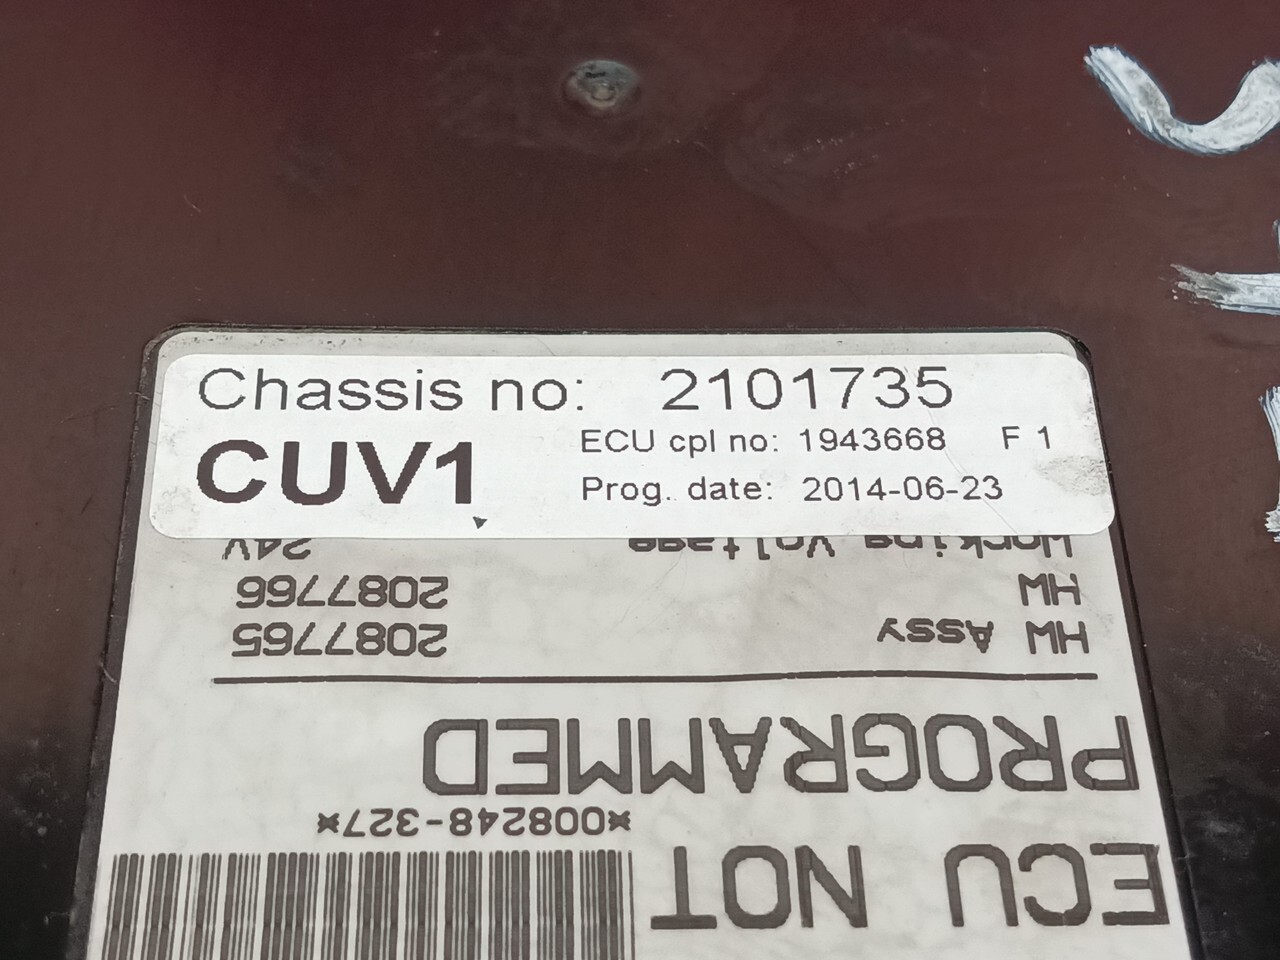 Chassis no: 2101735
CUV1
ECU cpl no: 1943668 F 1
Prog. date: 2014-06-23
ECU NOT
PROGRAMMED
*008248-327*
HW Assy 2087765
HW 2087766
Working Voltage 24V